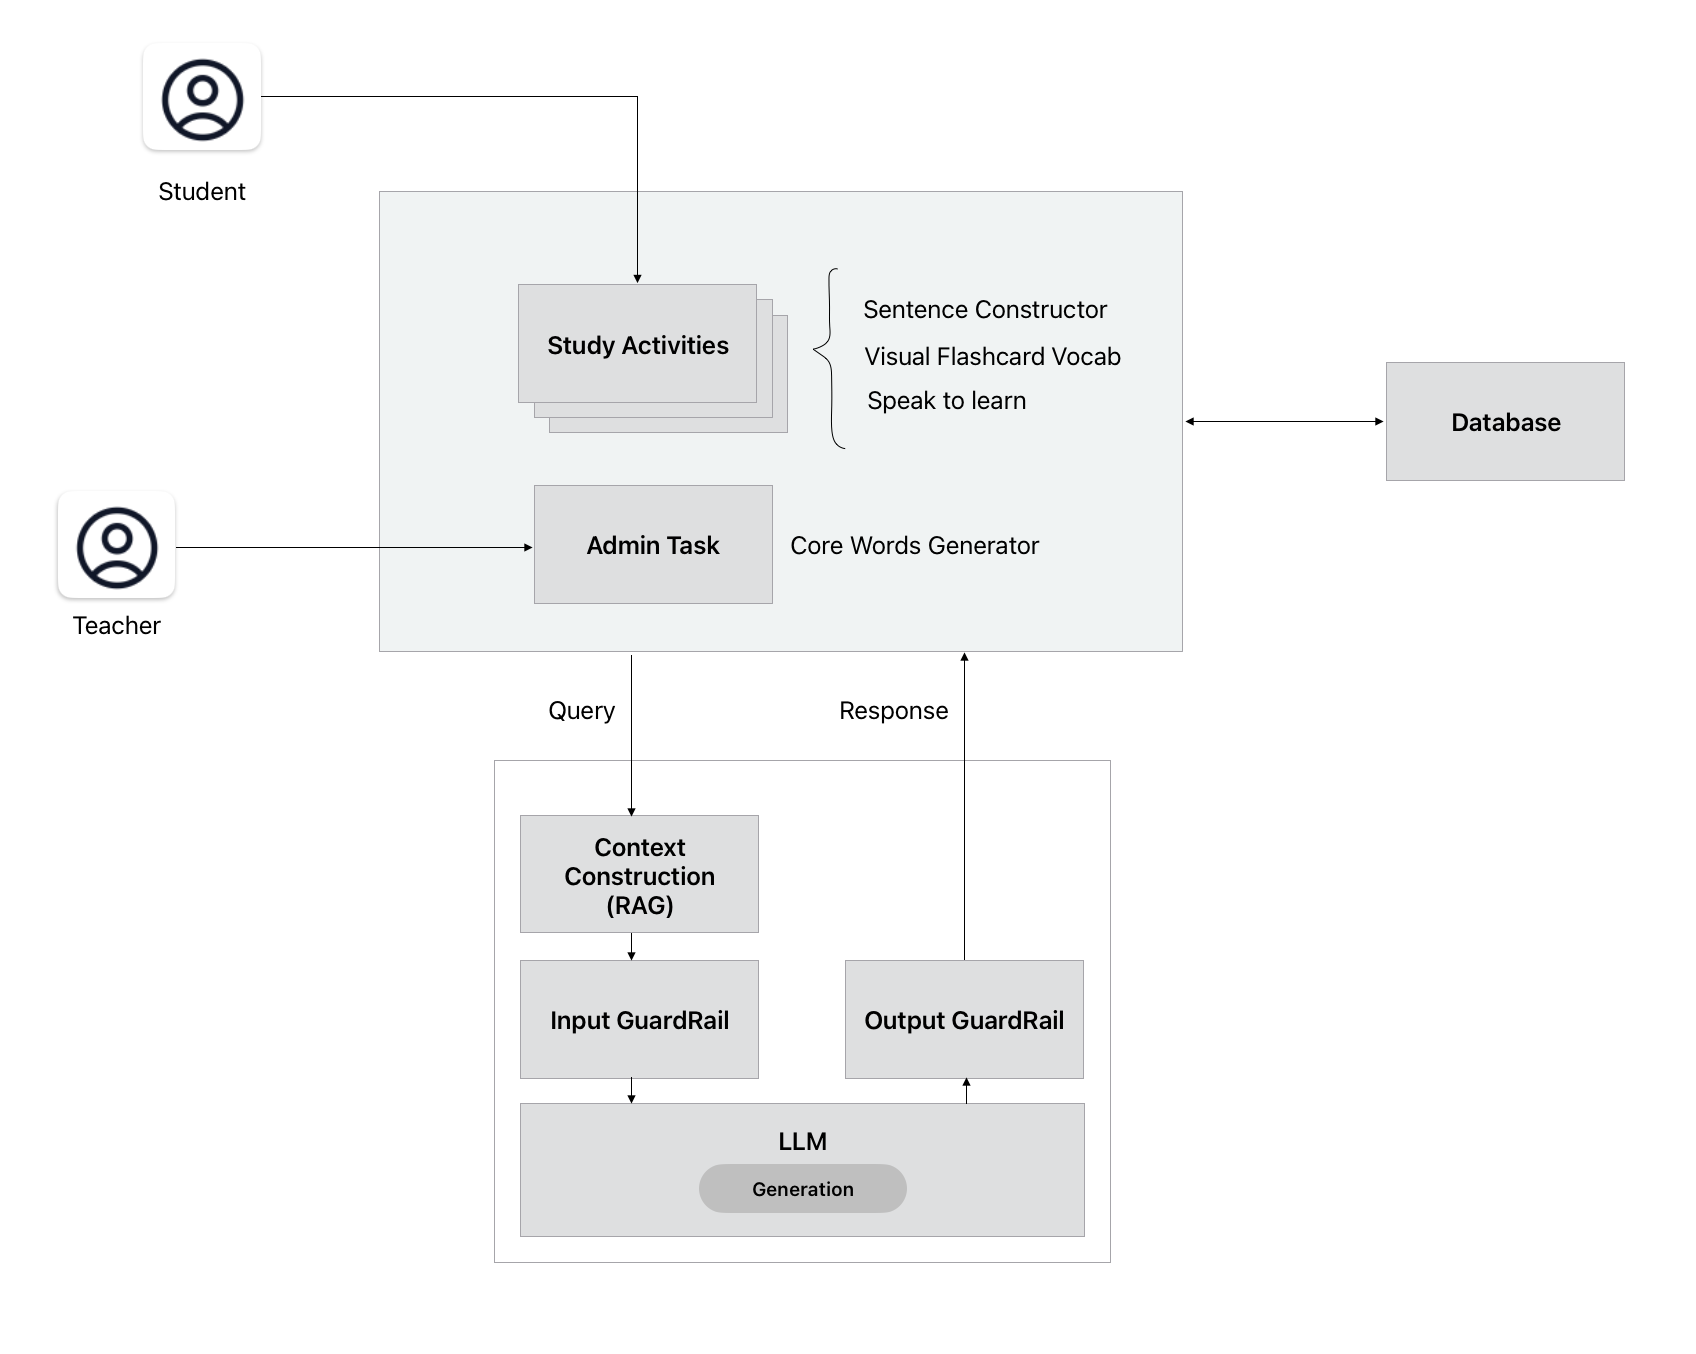 Student
Study Activities
Sentence Constructor
Visual Flashcard Vocab
Speak to learn
Database
Teacher
Admin Task
Core Words Generator
Query
Response
Context
Construction
(RAG)
Input GuardRail
Output GuardRail
LLM
Generation